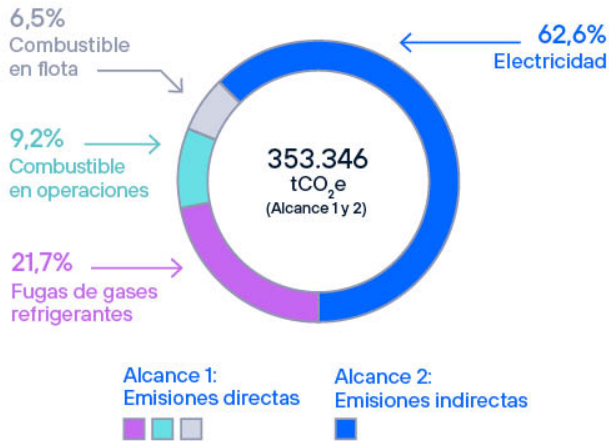 6,5%
Combustible
en flota
62,6%
Electricidad
9,2%
Combustible
en operaciones
353.346
tCO₂e
(Alcance 1 y 2)
21,7%
Fugas de gases
refrigerantes
Alcance 1:
Emisiones directas
Alcance 2:
Emisiones indirectas